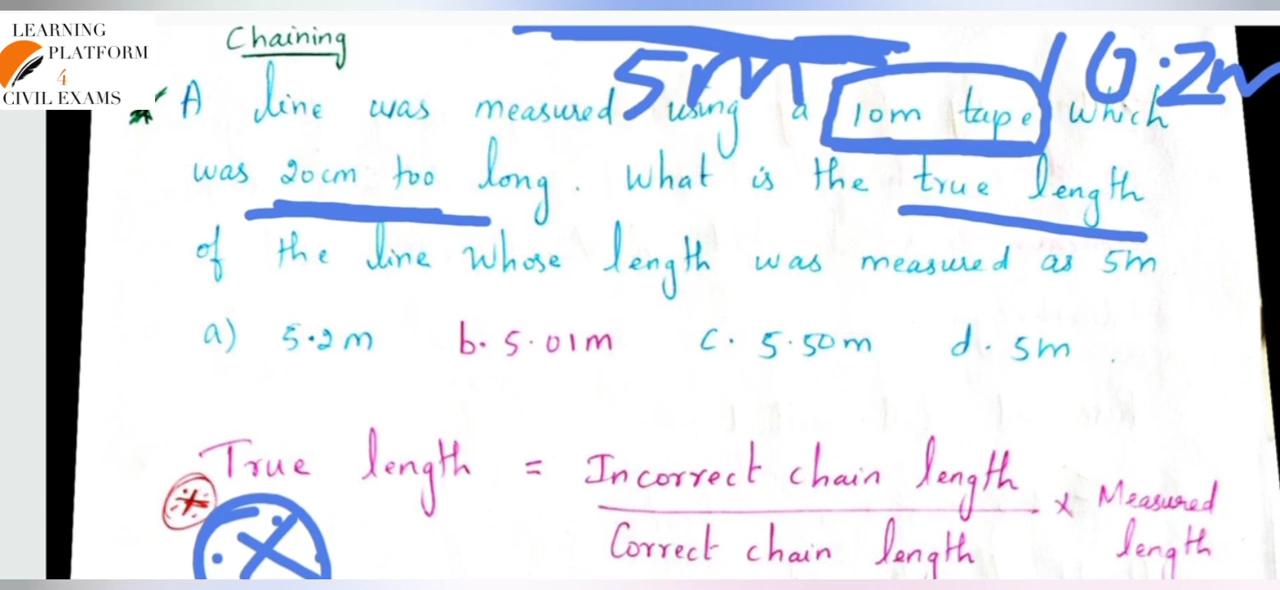 LEARNING
PLATFORM
4
CIVIL EXAMS
Chaining
5m
10.2m
A line was measured using a 10m tape which
was 20cm too long. What is the true length
of the line whose length was measured as 5m
a) 5.2m b. 5.01m c. 5.50m d. 5m.
True length = Incorrect chain length x Measured length
Correct chain length